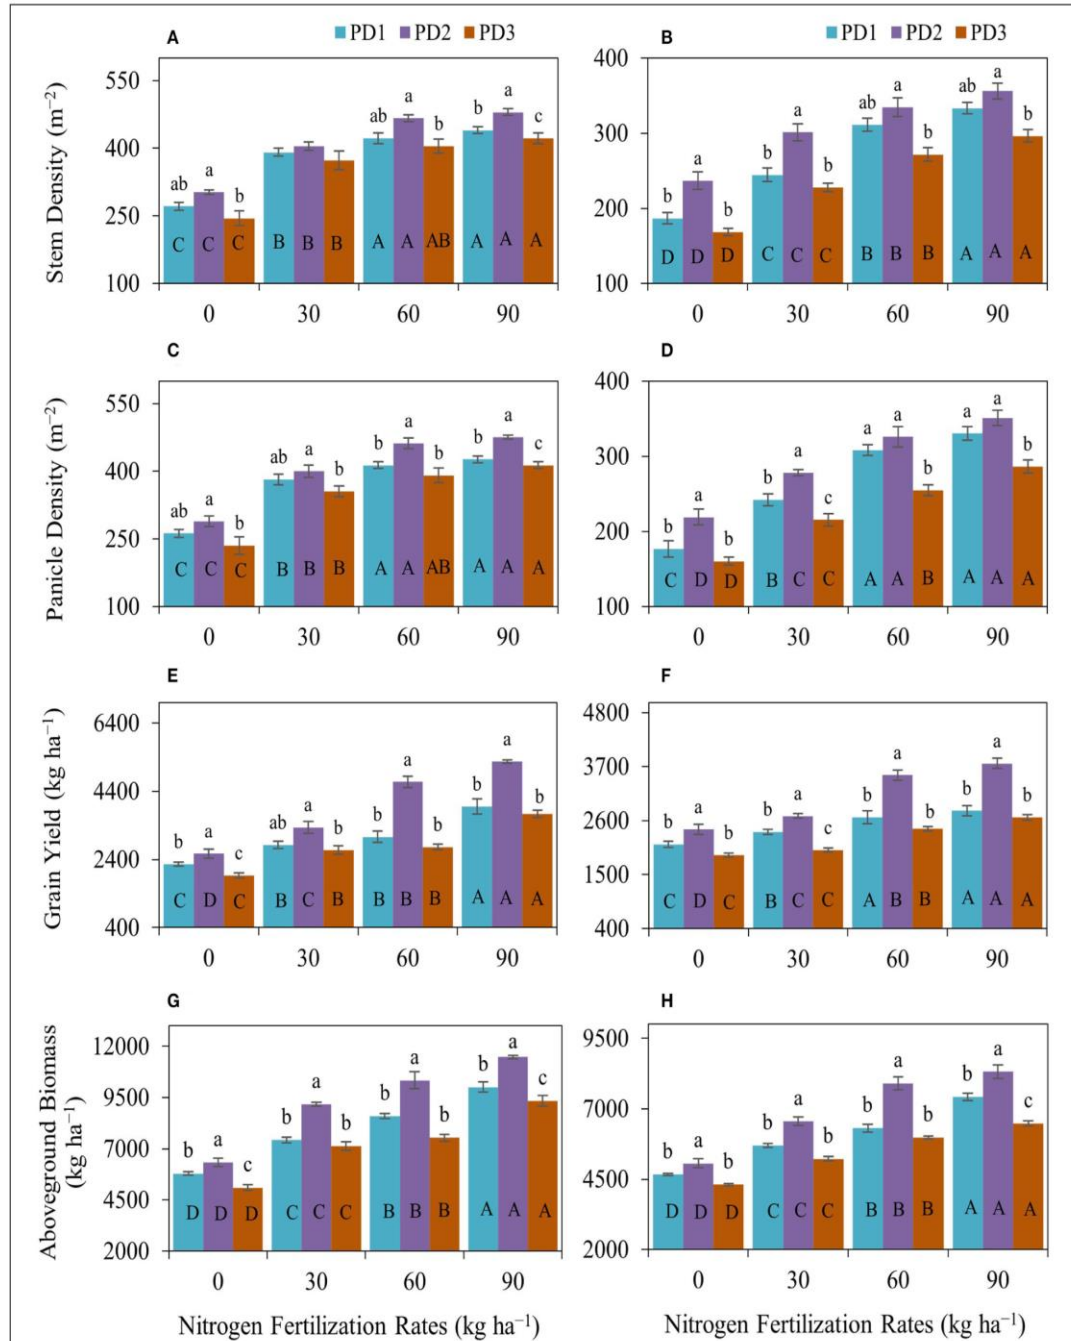 A PD1 PD2 PD3
B PD1 PD2 PD3
Stem Density (m⁻²)
550
400
250
100
ab a b
a b
b a c
C C C B B B A A AB A A A
0 30 60 90
400
300
200
100
b a b
b a b
ab a b
ab a b
D D D C C C B B B A A A
0 30 60 90
C
D
Panicle Density (m⁻²)
550
400
250
100
ab a b
ab a b
b a b
b a c
C C C B B B A A AB A A A
0 30 60 90
400
300
200
100
b a b
b a c
a a b
a a b
C D D B C C A A B A A A
0 30 60 90
E
F
Grain Yield (kg ha⁻¹)
6400
4400
2400
400
b a c
ab a b
b a b
b a b
C D C B C B B B B A A A
0 30 60 90
4800
3700
2600
1500
400
b a b
b a c
b a b
b a b
C D C B C C A B B A A A
0 30 60 90
G
H
Aboveground Biomass
(kg ha⁻¹)
12000
9500
7000
4500
2000
b a c
b a b
b a b
b a c
D D D C C C B B B A A A
0 30 60 90
9500
7000
4500
2000
b a b
b a b
b a b
b a c
D D D C C C B B B A A A
0 30 60 90
Nitrogen Fertilization Rates (kg ha⁻¹)
Nitrogen Fertilization Rates (kg ha⁻¹)